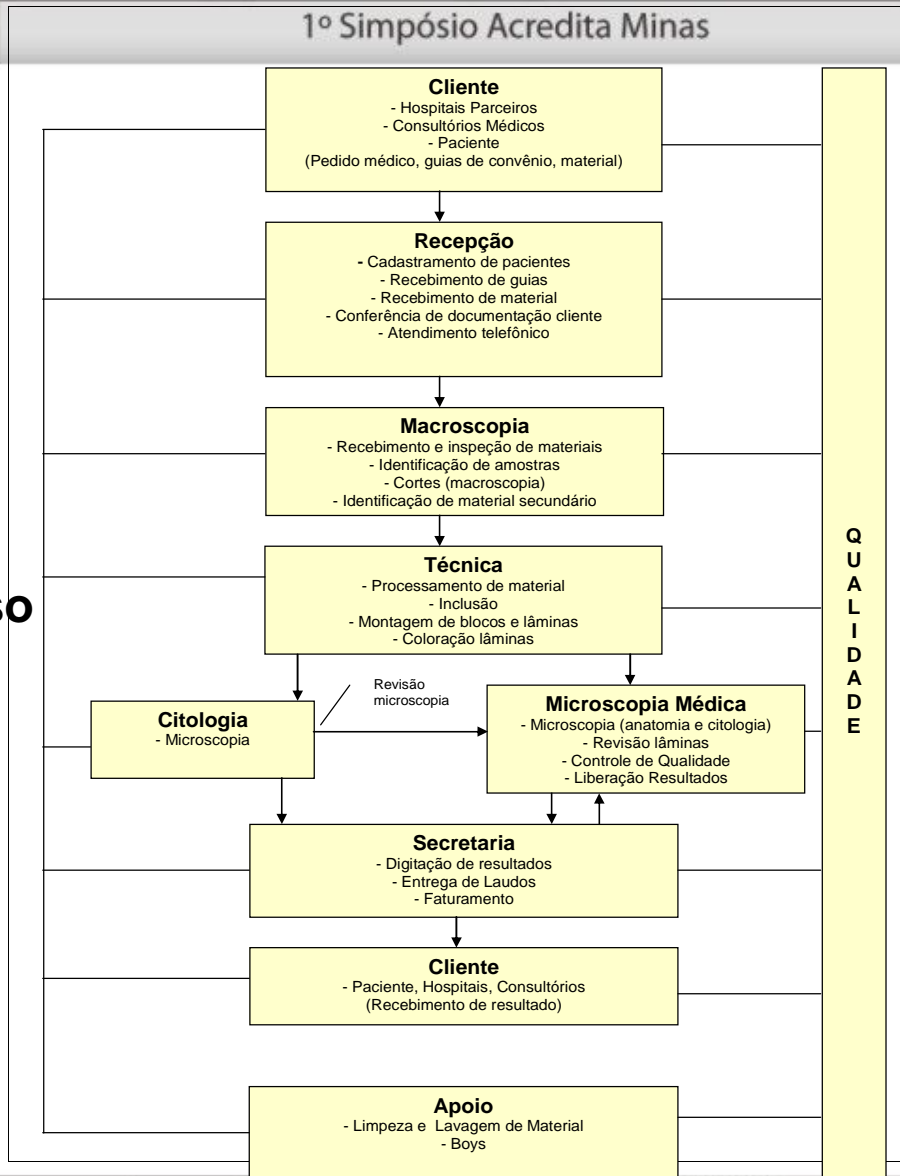 1º Simpósio Acredita Minas
Cliente
- Hospitais Parceiros
- Consultórios Médicos
- Paciente
(Pedido médico, guias de convênio, material)
Recepção
- Cadastramento de pacientes
- Recebimento de guias
- Recebimento de material
- Conferência de documentação cliente
- Atendimento telefônico
Macroscopia
- Recebimento e inspeção de materiais
- Identificação de amostras
- Cortes (macroscopia)
- Identificação de material secundário
Técnica
- Processamento de material
- Inclusão
- Montagem de blocos e lâminas
- Coloração lâminas
so
Revisão
microscopia
Citologia
- Microscopia
Microscopia Médica
- Microscopia (anatomia e citologia)
- Revisão lâminas
- Controle de Qualidade
- Liberação Resultados
Secretaria
- Digitação de resultados
- Entrega de Laudos
- Faturamento
Cliente
- Paciente, Hospitais, Consultórios
(Recebimento de resultado)
Apoio
- Limpeza e Lavagem de Material
- Boys
Q
U
A
L
I
D
A
D
E